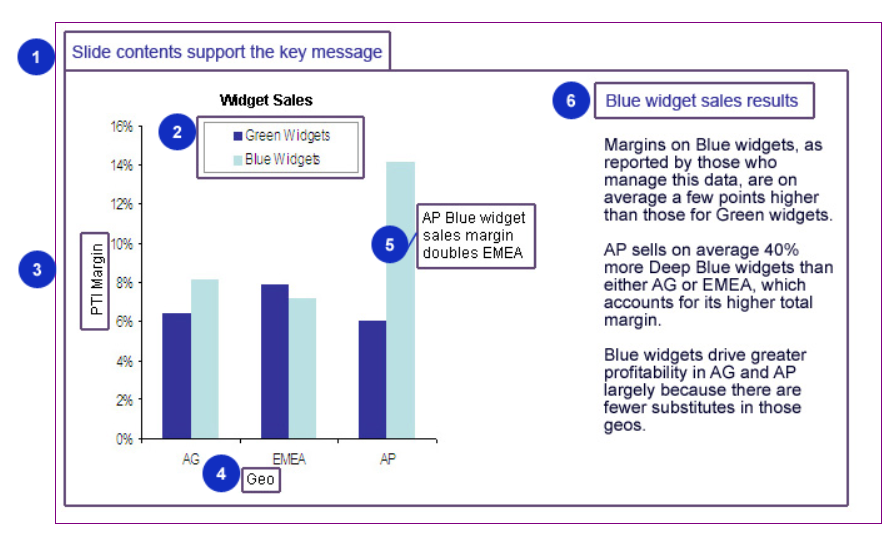 1
Slide contents support the key message
Widget Sales
2
Green Widgets
Blue Widgets
16%
14%
12%
10%
8%
6%
4%
2%
0%
3
PTI Margin
5
AP Blue widget
sales margin
doubles EMEA
AG
EMEA
AP
4
Geo
6
Blue widget sales results
Margins on Blue widgets, as
reported by those who
manage this data, are on
average a few points higher
than those for Green widgets.
AP sells on average 40%
more Deep Blue widgets than
either AG or EMEA, which
accounts for its higher total
margin.
Blue widgets drive greater
profitability in AG and AP
largely because there are
fewer substitutes in those
geos.